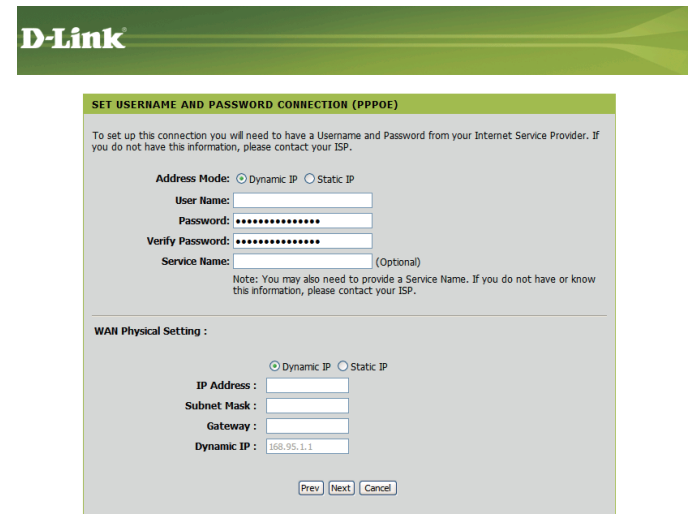 D-Link
SET USERNAME AND PASSWORD CONNECTION (PPPOE)
To set up this connection you will need to have a Username and Password from your Internet Service Provider. If
you do not have this information, please contact your ISP.
Address Mode: Dynamic IP Static IP
User Name:
Password: •••••••••••••••
Verify Password: •••••••••••••••
Service Name: (Optional)
Note: You may also need to provide a Service Name. If you do not have or know
this information, please contact your ISP.
WAN Physical Setting :
Dynamic IP Static IP
IP Address :
Subnet Mask :
Gateway :
Dynamic IP : 168.95.1.1
Prev Next Cancel